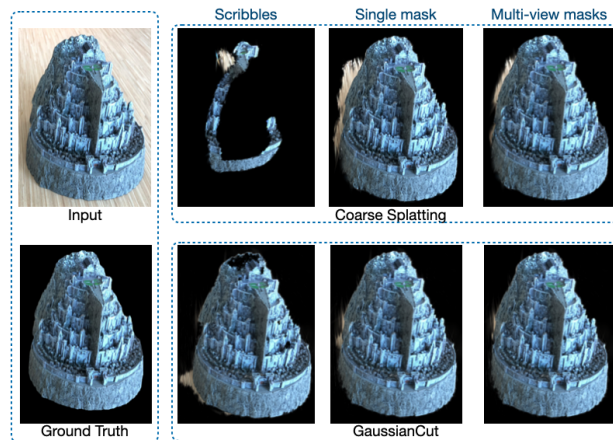 Scribbles Single mask Multi-view masks
Input
Coarse Splatting
Ground Truth
GaussianCut